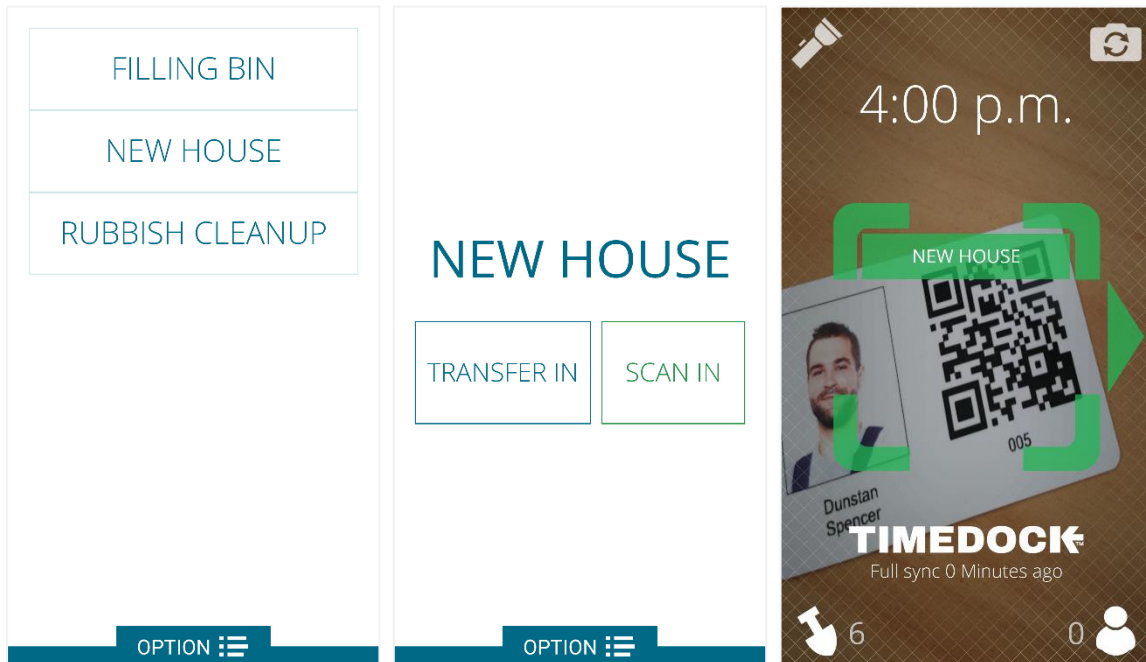 FILLING BIN
NEW HOUSE
RUBBISH CLEANUP
OPTION
NEW HOUSE
TRANSFER IN
SCAN IN
OPTION
4:00 p.m.
NEW HOUSE
005
Dunstan
Spencer
TIMEDOCK™
Full sync 0 Minutes ago
6
0